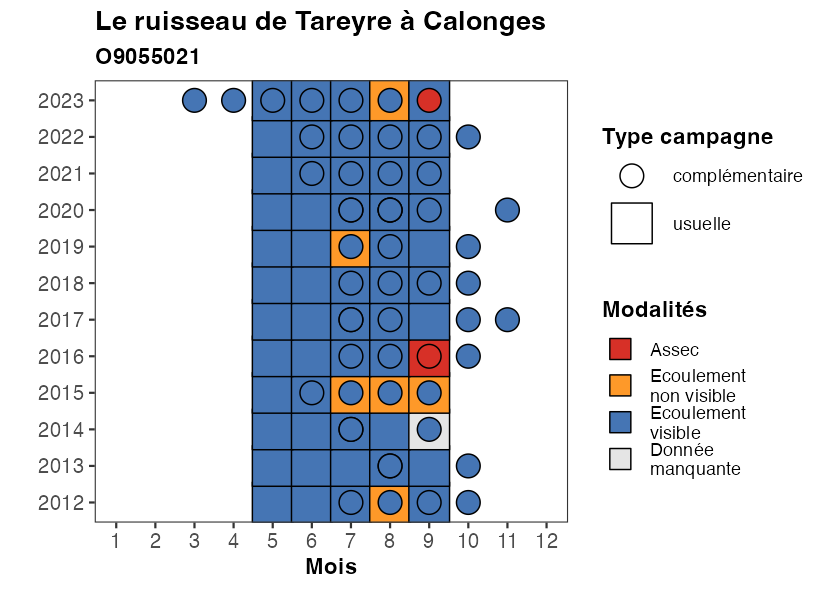 Le ruisseau de Tareyre à Calonges
O9055021
2023
2022
2021
2020
2019
2018
2017
2016
2015
2014
2013
2012
1 2 3 4 5 6 7 8 9 10 11 12
Mois
Type campagne
complémentaire
usuelle
Modalités
Assec
Ecoulement
non visible
Ecoulement
visible
Donnée
manquante